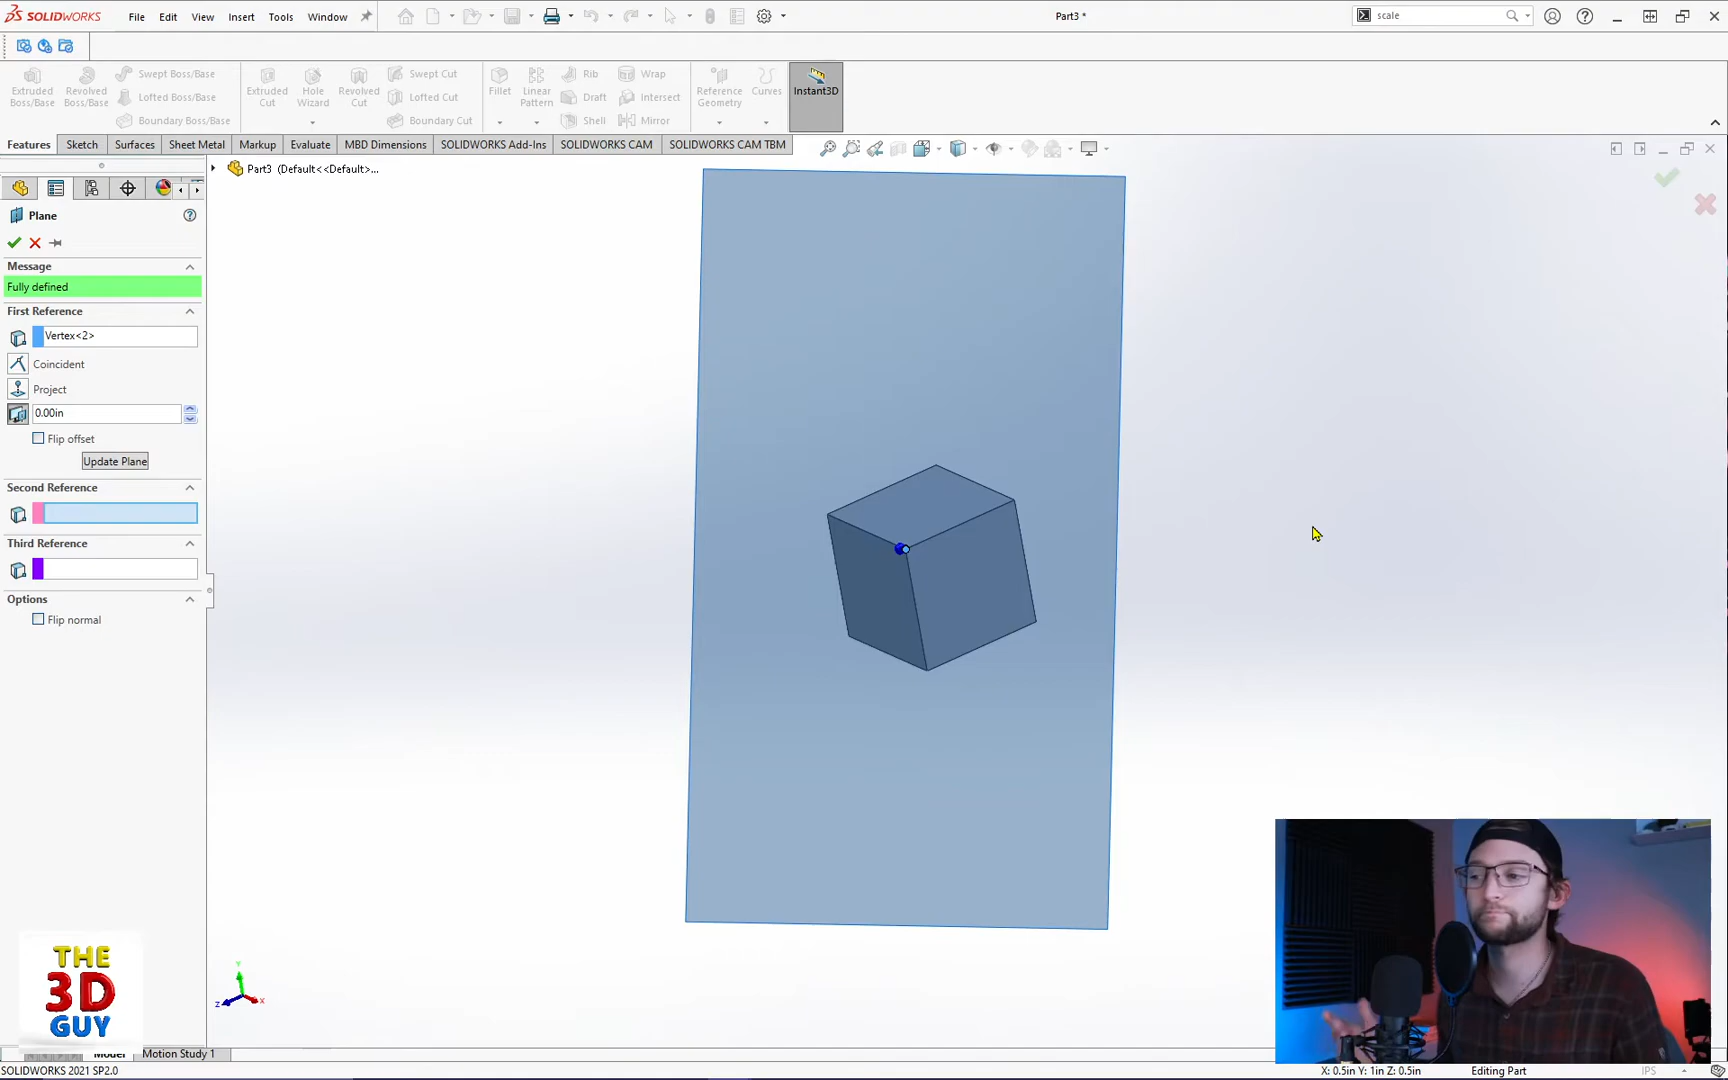 SOLIDWORKS File Edit View Insert Tools Window Part3 * scale
Extruded Boss/Base
Revolved Boss/Base
Swept Boss/Base
Lofted Boss/Base
Boundary Boss/Base
Extruded Cut
Hole Wizard
Revolved Cut
Swept Cut
Lofted Cut
Boundary Cut
Fillet
Linear Pattern
Rib
Draft
Shell
Wrap
Intersect
Mirror
Reference Geometry
Curves
Instant3D
Features Sketch Surfaces Sheet Metal Markup Evaluate MBD Dimensions SOLIDWORKS Add-Ins SOLIDWORKS CAM SOLIDWORKS CAM TBM
Part3 (Default<<Default>...
Plane
Message
Fully defined
First Reference
Vertex<2>
Coincident
Project
0.00in
Flip offset
Update Plane
Second Reference
Third Reference
Options
Flip normal
Y
Z
X
THE
3D
GUY
Model Motion Study 1
SOLIDWORKS 2021 SP2.0 X: 0.5in Y: 1in Z: 0.5in Editing Part IPS